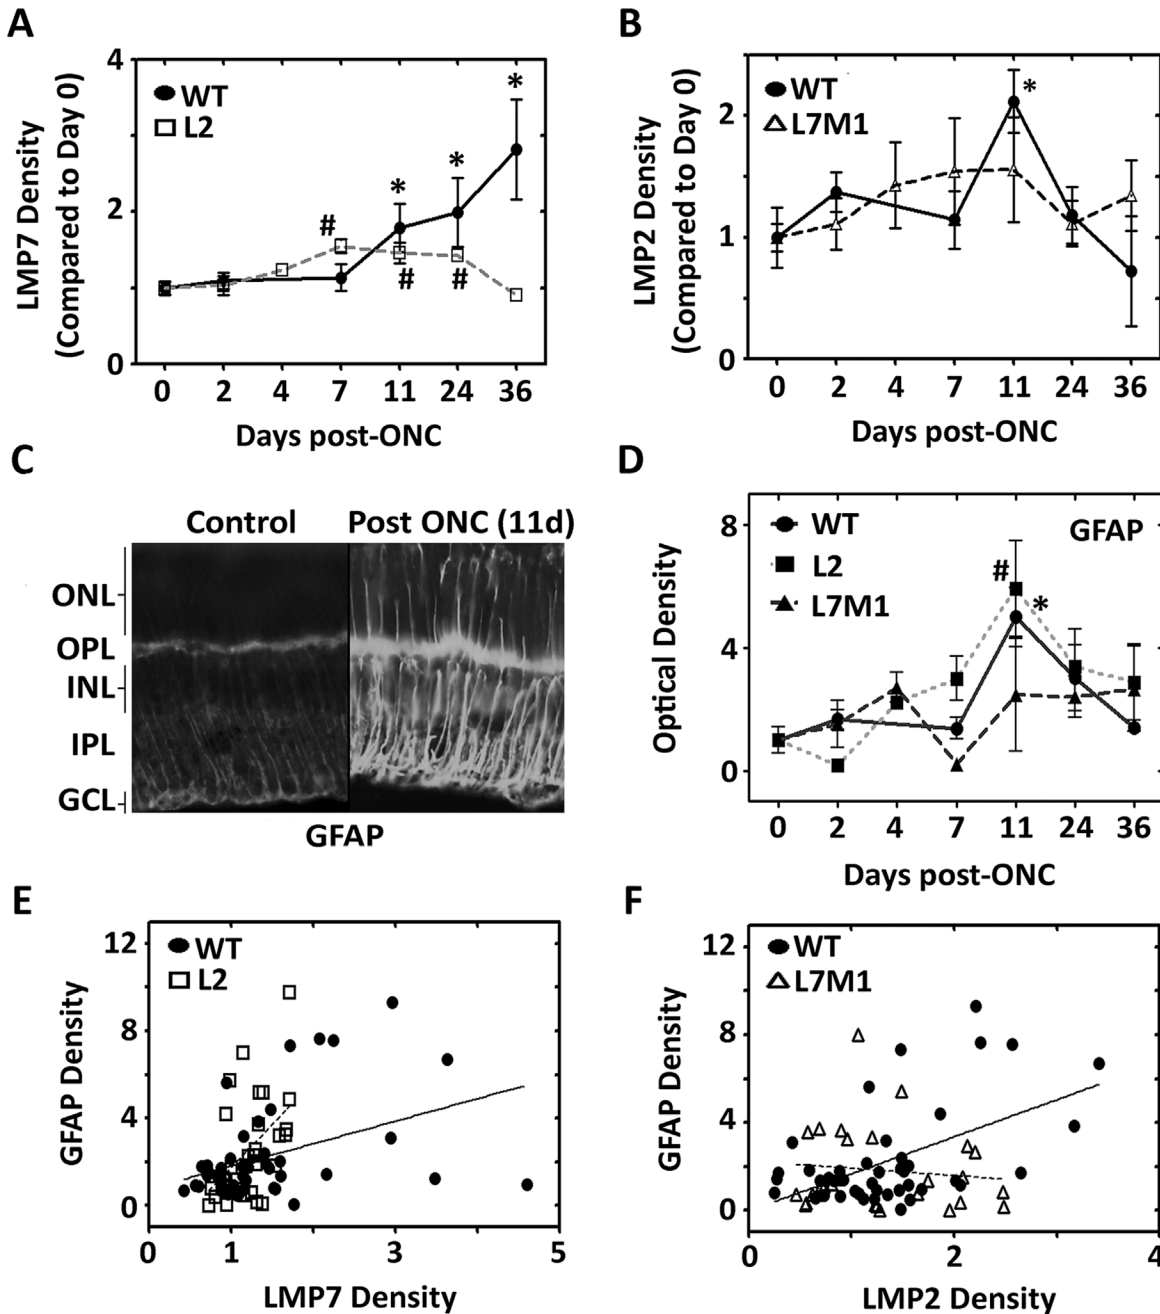 A
LMP7 Density
(Compared to Day 0)
4
2
0
WT
L2
*
*
*
#
#
#
0 2 4 7 11 24 36
Days post-ONC
B
LMP2 Density
(Compared to Day 0)
2
1
0
WT
L7M1
*
0 2 4 7 11 24 36
Days post-ONC
C
Control
Post ONC (11d)
ONL
OPL
INL
IPL
GCL
GFAP
D
Optical Density
8
4
0
WT
L2
L7M1
GFAP
#
*
0 2 4 7 11 24 36
Days post-ONC
E
GFAP Density
12
8
4
0
WT
L2
0 1 3 5
LMP7 Density
F
GFAP Density
12
8
4
0
WT
L7M1
0 2 4
LMP2 Density